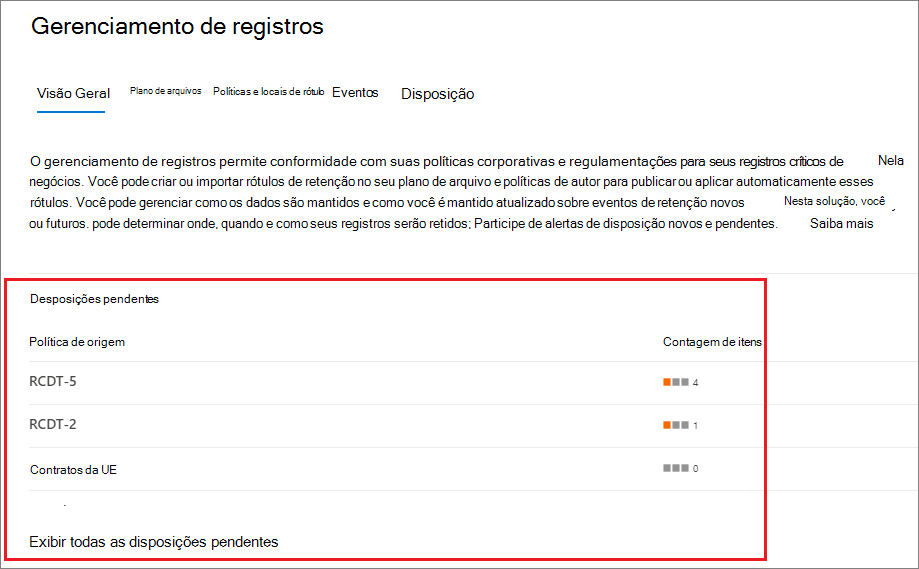 Gerenciamento de registros
Visão Geral Plano de arquivos Políticas e locais de rótulo Eventos Disposição
O gerenciamento de registros permite conformidade com suas políticas corporativas e regulamentações para seus registros críticos de Nela
negócios. Você pode criar ou importar rótulos de retenção no seu plano de arquivo e políticas de autor para publicar ou aplicar automaticamente esses
rótulos. Você pode gerenciar como os dados são mantidos e como você é mantido atualizado sobre eventos de retenção novos Nesta solução, você
ou futuros. pode determinar onde, quando e como seus registros serão retidos; Participe de alertas de disposição novos e pendentes. Saiba mais
Desposições pendentes
Política de origem Contagem de itens
RCDT-5 4
RCDT-2 1
Contratos da UE 0
Exibir todas as disposições pendentes